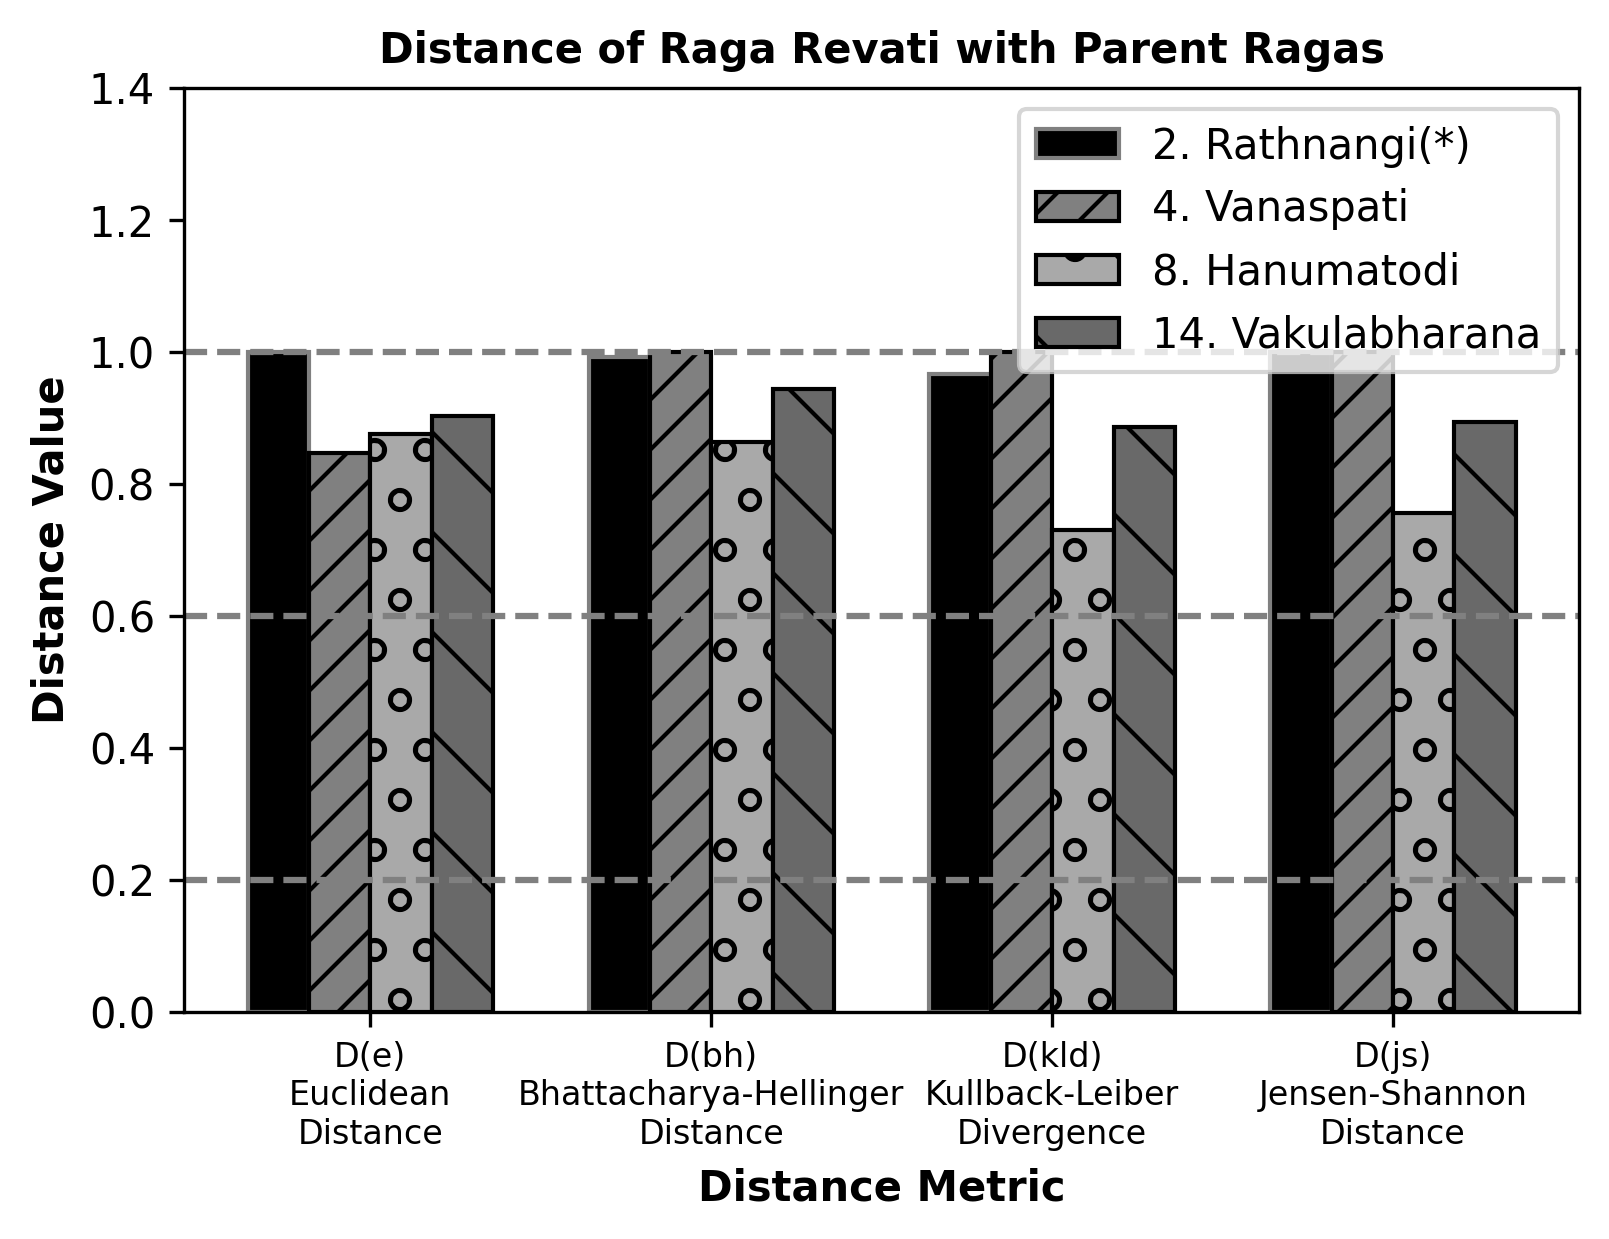 Distance of Raga Revati with Parent Ragas
1.4
1.2
1.0
0.8
0.6
0.4
0.2
0.0
Distance Value
2. Rathnangi(*)
4. Vanaspati
8. Hanumatodi
14. Vakulabharana
D(e)
Euclidean
Distance
D(bh)
Bhattacharya-Hellinger
Distance
D(kld)
Kullback-Leiber
Divergence
D(js)
Jensen-Shannon
Distance
Distance Metric